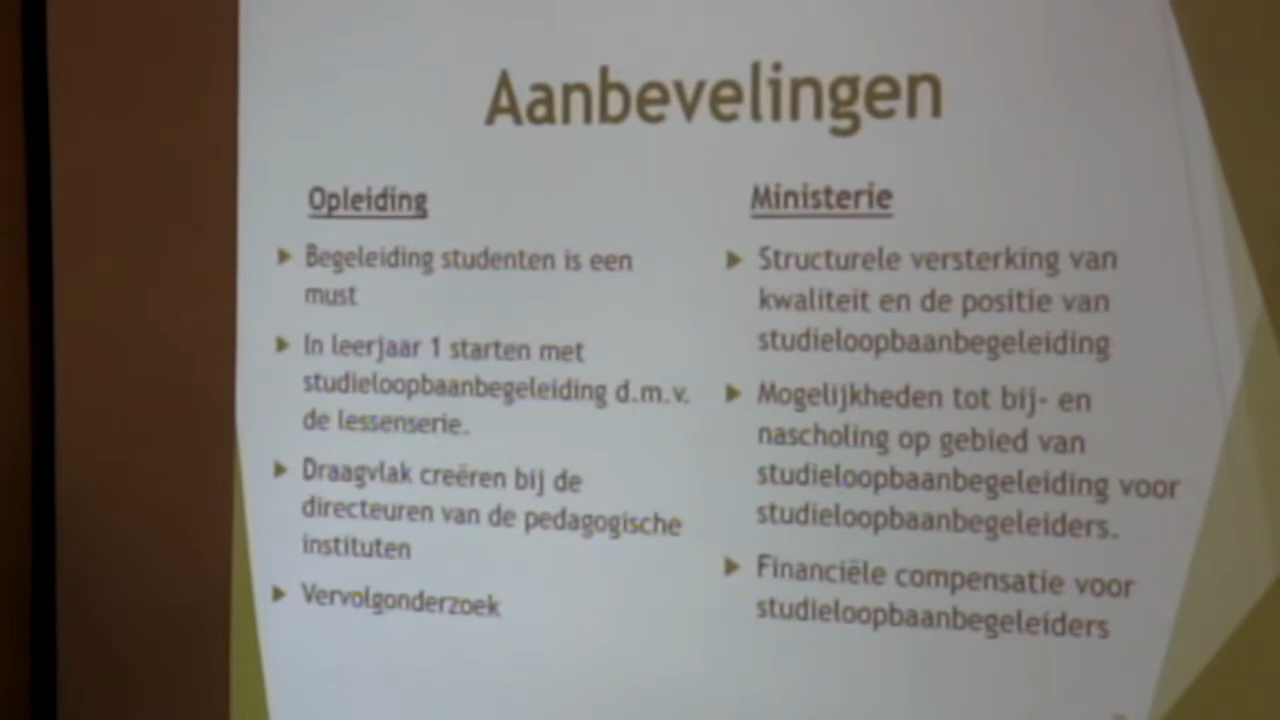 Aanbevelingen
Opleiding
Begeleiding studenten is een
must
In leerjaar 1 starten met
studieloopbaanbegeleiding d.m.v.
de lessenserie.
Draagvlak creëren bij de
directeuren van de pedagogische
instituten
Vervolgonderzoek
Ministerie
Structurele versterking van
kwaliteit en de positie van
studieloopbaanbegeleiding
Mogelijkheden tot bij- en
nascholing op gebied van
studieloopbaanbegeleiding voor
studieloopbaanbegeleiders.
Financiële compensatie voor
studieloopbaanbegeleiders